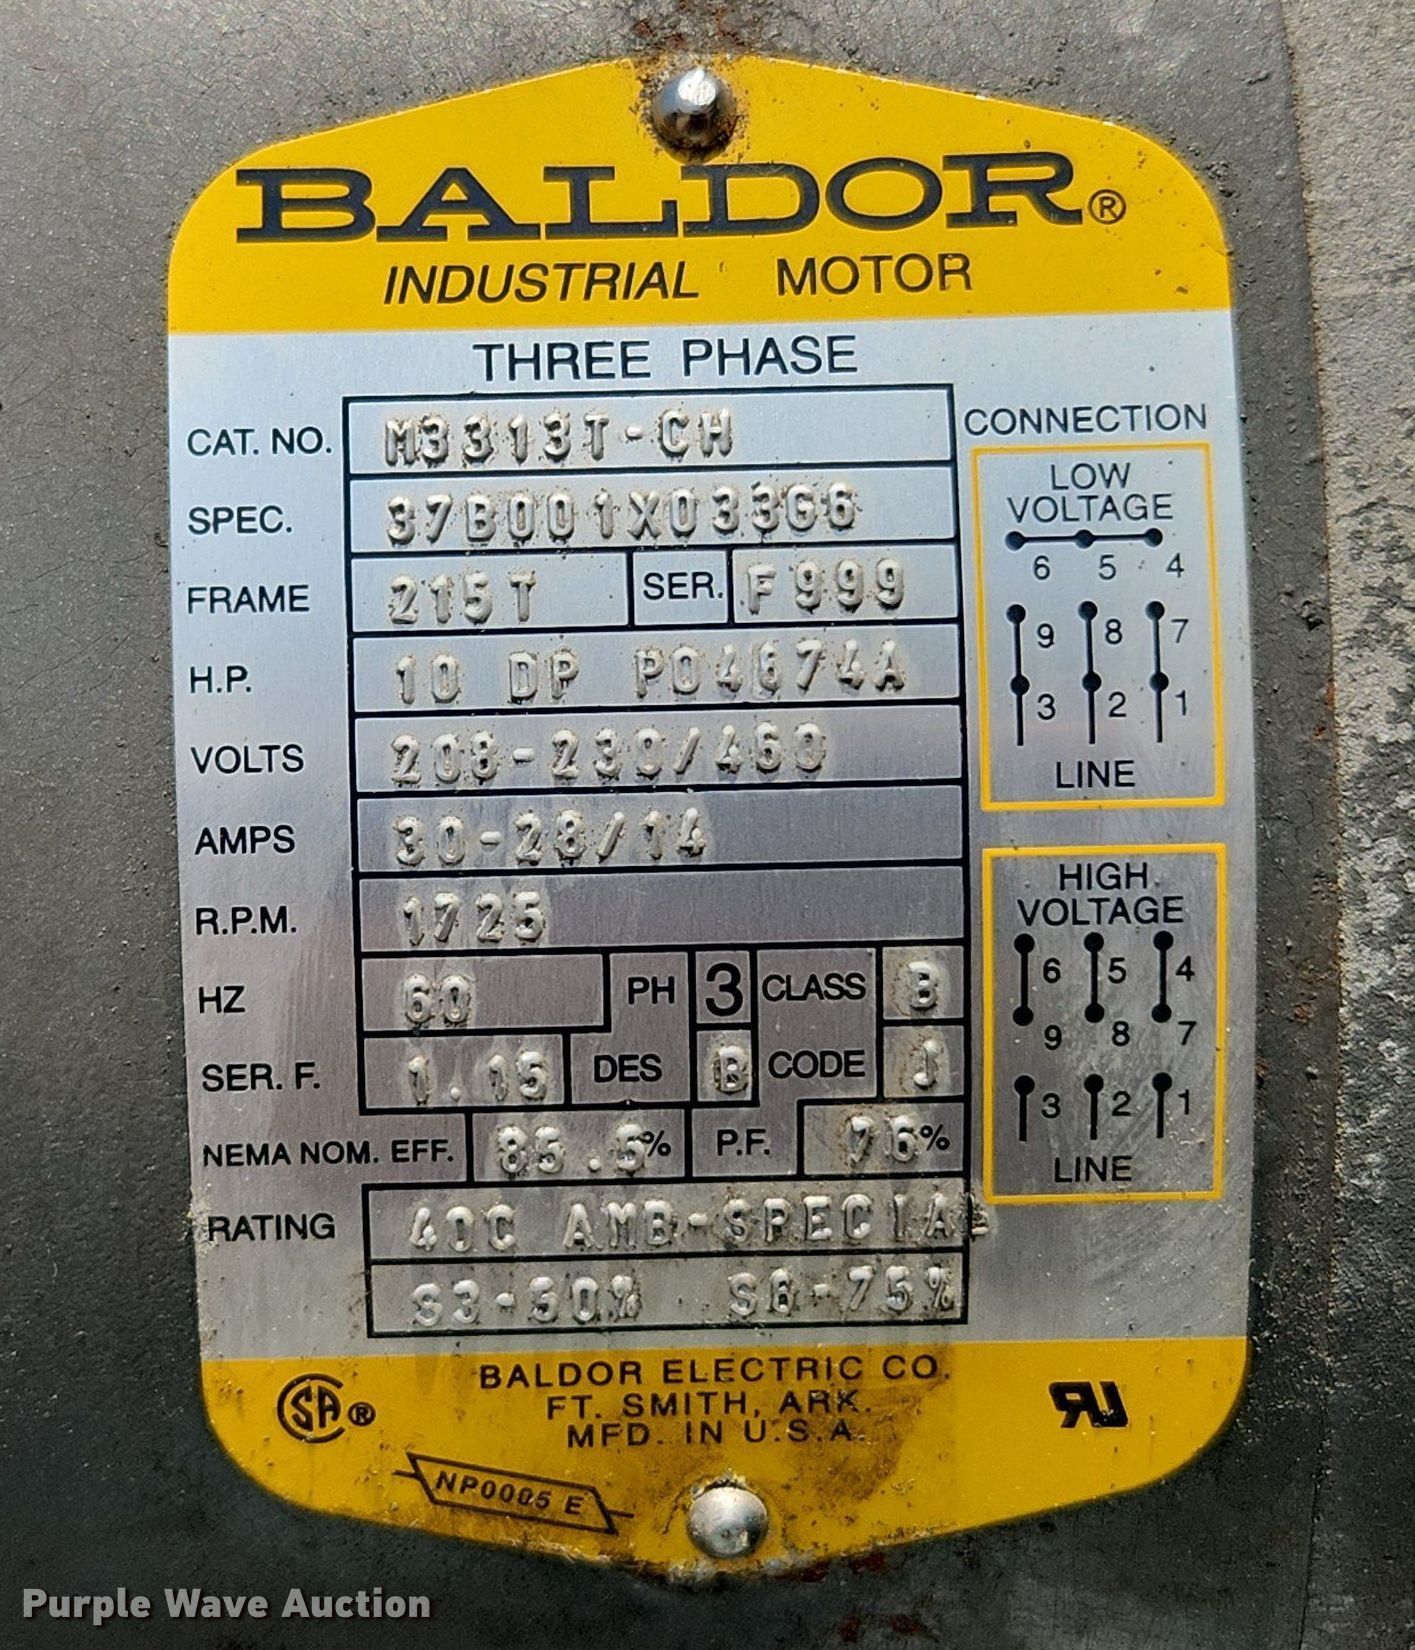 BALDOR®
INDUSTRIAL MOTOR
THREE PHASE
CAT. NO. M3313T-CH
SPEC. 37B001X033G6
FRAME 215T SER. F999
H.P. 10 DP P04674A
VOLTS 208-230/460
AMPS 30-28/14
R.P.M. 1725
HZ 60 PH 3 CLASS B
SER. F. 1.15 DES B CODE J
NEMA NOM. EFF. 85.5% P.F. 76%
RATING 40C AMB-SPECIAL
S3-50% S6-75%
CONNECTION
LOW
VOLTAGE
6 5 4
9 8 7
3 2 1
LINE
HIGH
VOLTAGE
6 5 4
9 8 7
3 2 1
LINE
BALDOR ELECTRIC CO.
FT. SMITH, ARK.
MFD. IN U.S.A.
NP0005 E
SA®
RU
Purple Wave Auction